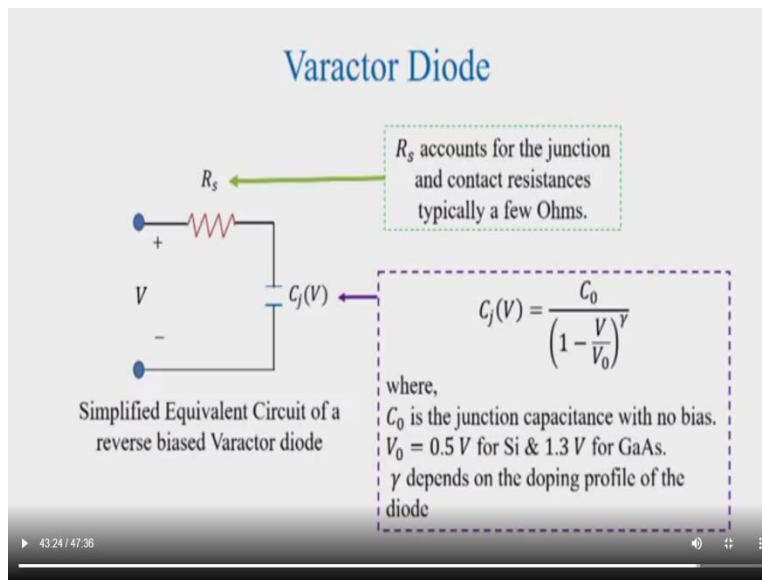 Varactor Diode
R_s accounts for the junction
and contact resistances
typically a few Ohms.
R_s
+
V
−
C_j(V)
C_j(V) = C_0 / (1 − V/V_0)^γ
where,
C_0 is the junction capacitance with no bias.
V_0 = 0.5 V for Si & 1.3 V for GaAs.
γ depends on the doping profile of the
diode
Simplified Equivalent Circuit of a
reverse biased Varactor diode
43:24 / 47:36